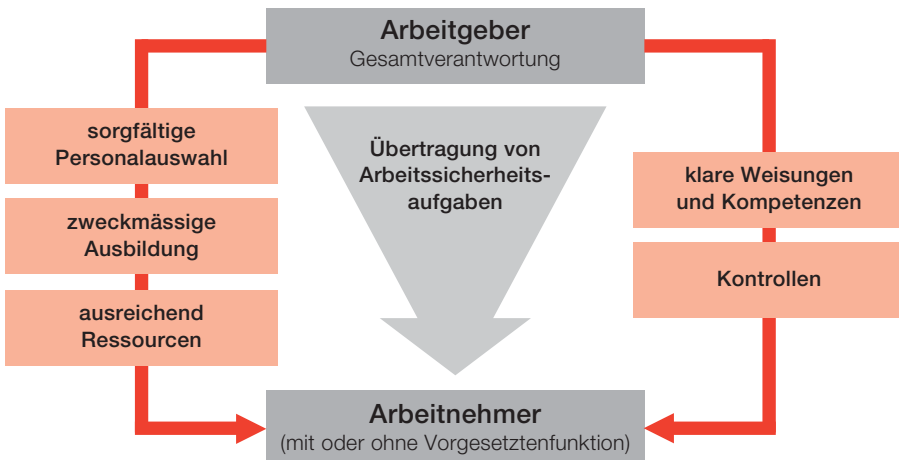 Arbeitgeber
Gesamtverantwortung
sorgfältige
Personalauswahl
zweckmässige
Ausbildung
ausreichend
Ressourcen
Übertragung von
Arbeitssicherheits-
aufgaben
klare Weisungen
und Kompetenzen
Kontrollen
Arbeitnehmer
(mit oder ohne Vorgesetztenfunktion)